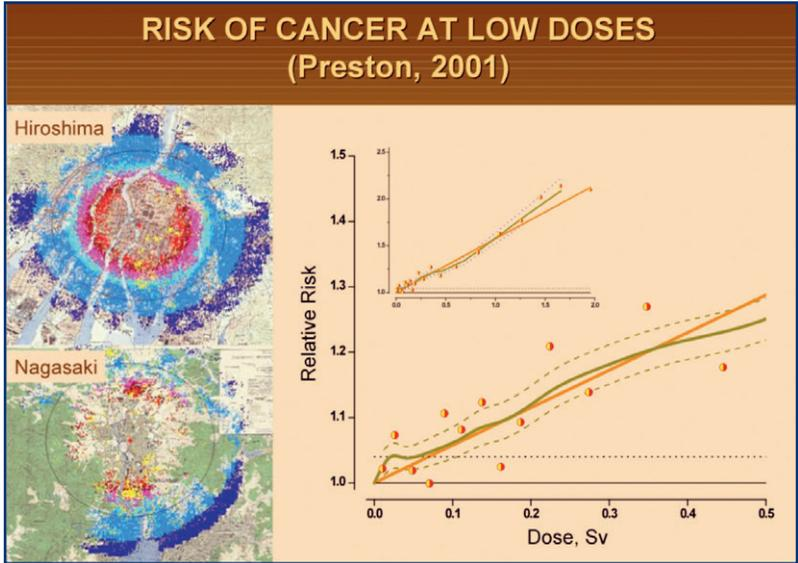 RISK OF CANCER AT LOW DOSES
(Preston, 2001)
Hiroshima
Nagasaki
Relative Risk
1.5
1.4
1.3
1.2
1.1
1.0
0.0 0.1 0.2 0.3 0.4 0.5
Dose, Sv
2.5
2.0
1.5
1.0
0.0 0.5 1.0 1.5 2.0